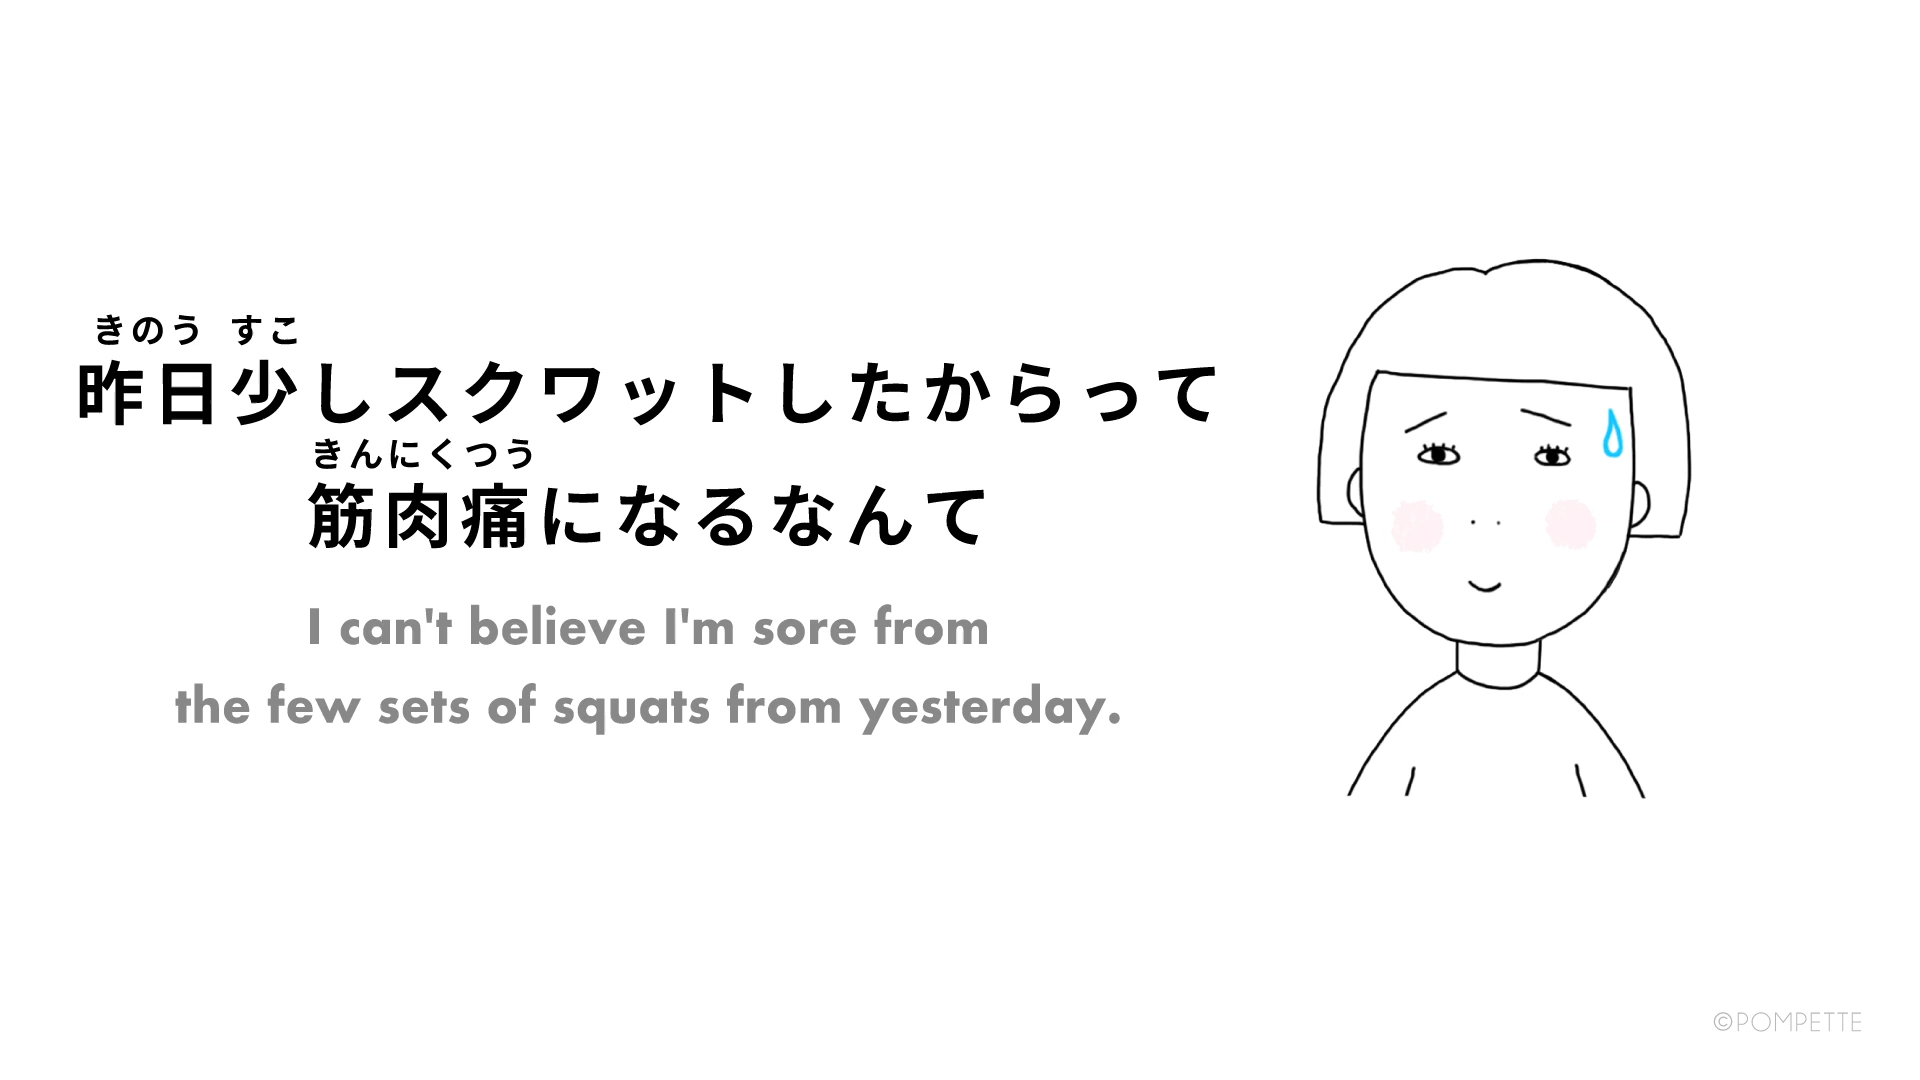 きのう すこ
昨日少しスクワットしたからって
きんにくつう
筋肉痛になるなんて
I can't believe I'm sore from
the few sets of squats from yesterday.
©POMPETTE